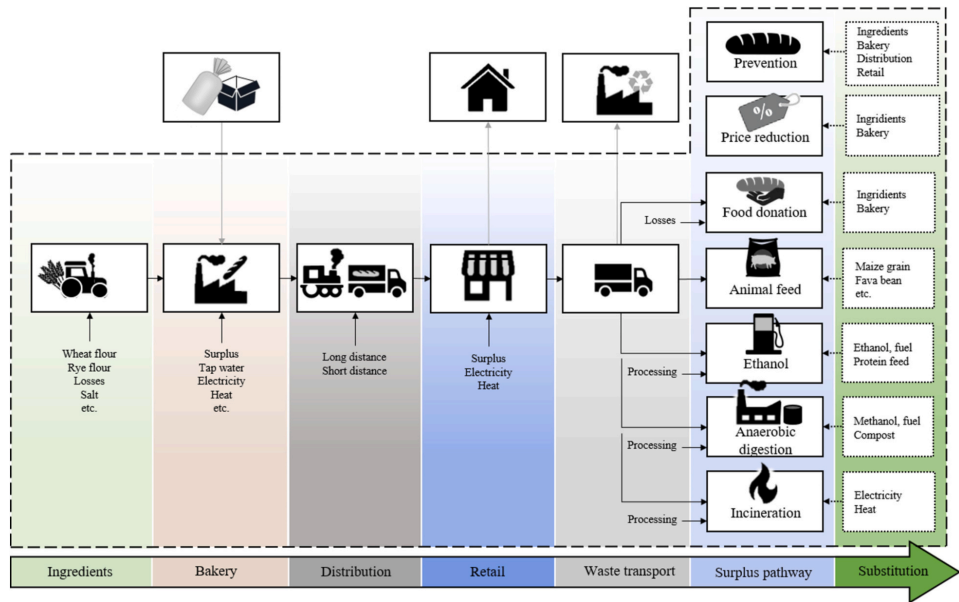 Prevention
Ingredients
Bakery
Distribution
Retail
%
Price reduction
Ingridients
Bakery
Food donation
Losses
Ingredients
Bakery
Animal feed
Maize grain
Fava bean
etc.
Wheat flour
Rye flour
Losses
Salt
etc.
Surplus
Tap water
Electricity
Heat
etc.
Long distance
Short distance
Surplus
Electricity
Heat
Ethanol
Processing
Ethanol, fuel
Protein feed
Anaerobic
digestion
Processing
Methanol, fuel
Compost
Incineration
Processing
Electricity
Heat
Ingredients
Bakery
Distribution
Retail
Waste transport
Surplus pathway
Substitution